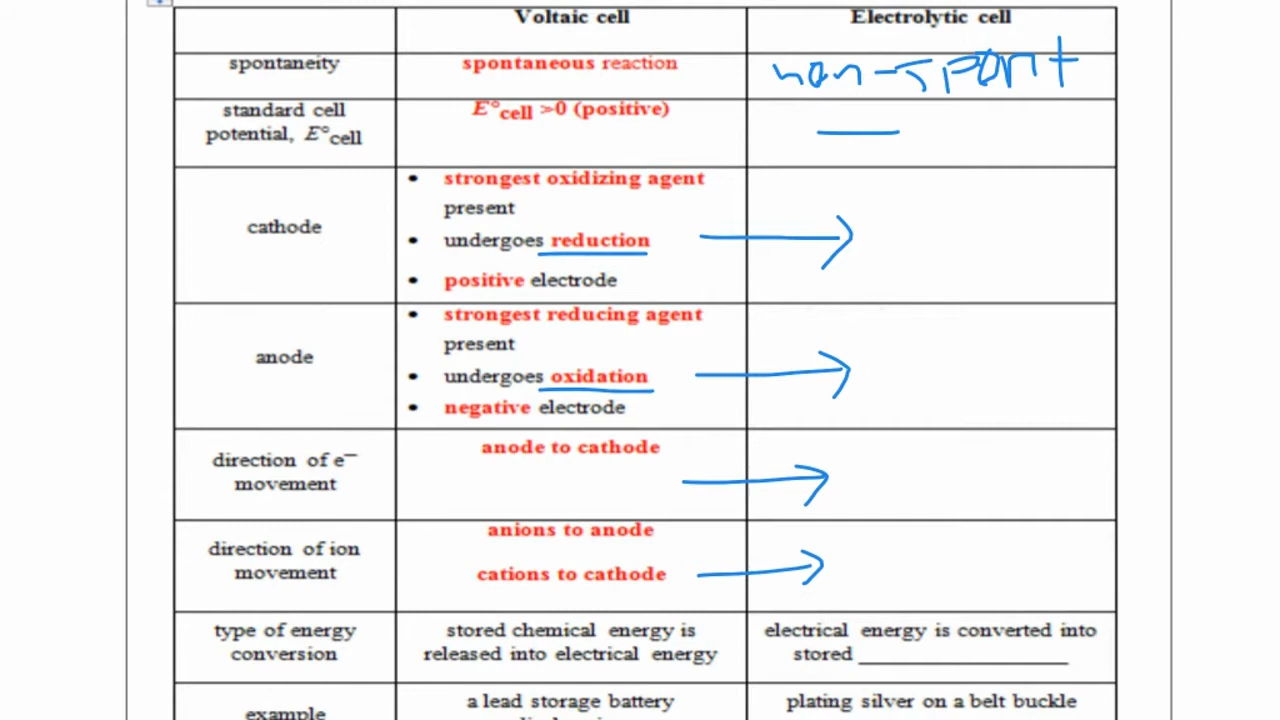 Voltaic cell
Electrolytic cell
spontaneity
spontaneous reaction
non-spont
standard cell
potential, E°cell
E°cell >0 (positive)
cathode
• strongest oxidizing agent
present
• undergoes reduction
• positive electrode
anode
• strongest reducing agent
present
• undergoes oxidation
• negative electrode
direction of e⁻
movement
anode to cathode
direction of ion
movement
anions to anode
cations to cathode
type of energy
conversion
stored chemical energy is
released into electrical energy
electrical energy is converted into
stored ____________________
example
a lead storage battery
plating silver on a belt buckle